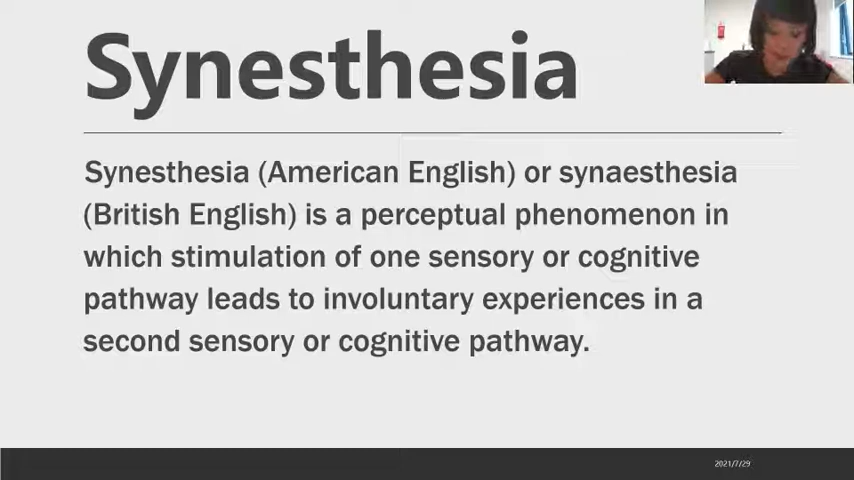 Synesthesia
Synesthesia (American English) or synaesthesia
(British English) is a perceptual phenomenon in
which stimulation of one sensory or cognitive
pathway leads to involuntary experiences in a
second sensory or cognitive pathway.
2021/7/29